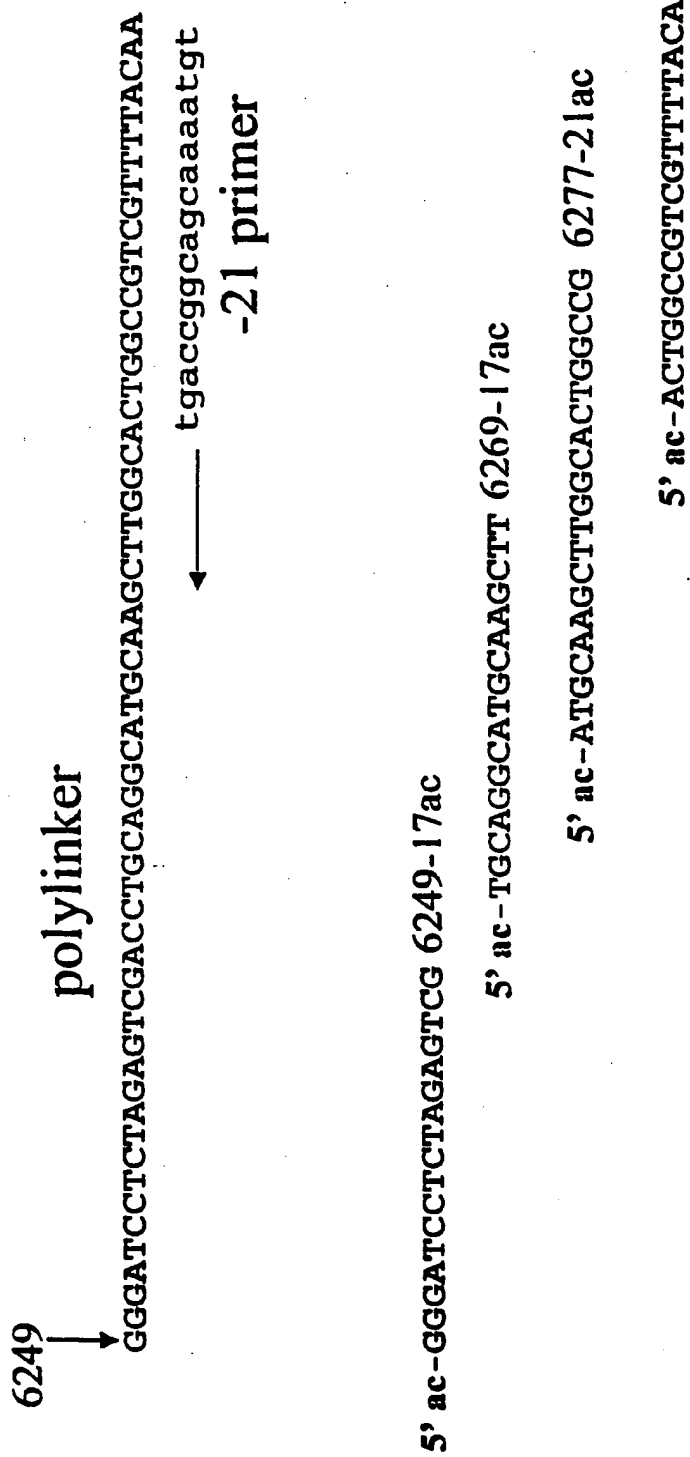 6249
polylinker
GGGATCCTCTAGAGTCGACCTGCAGGCATGCAAGCTTGGCACTGGCCGTCGTTTTACAA
tgaccggcagcaaaatgt
-21 primer
5' ac-GGGATCCTCTAGAGTCG 6249-17ac
5' ac-TGCAGGCATGCAAGCTT 6269-17ac
5' ac-ATGCAAGCTTGGCACTGGCCG 6277-21ac
5' ac-ACTGGCCGTCGTTTTACA